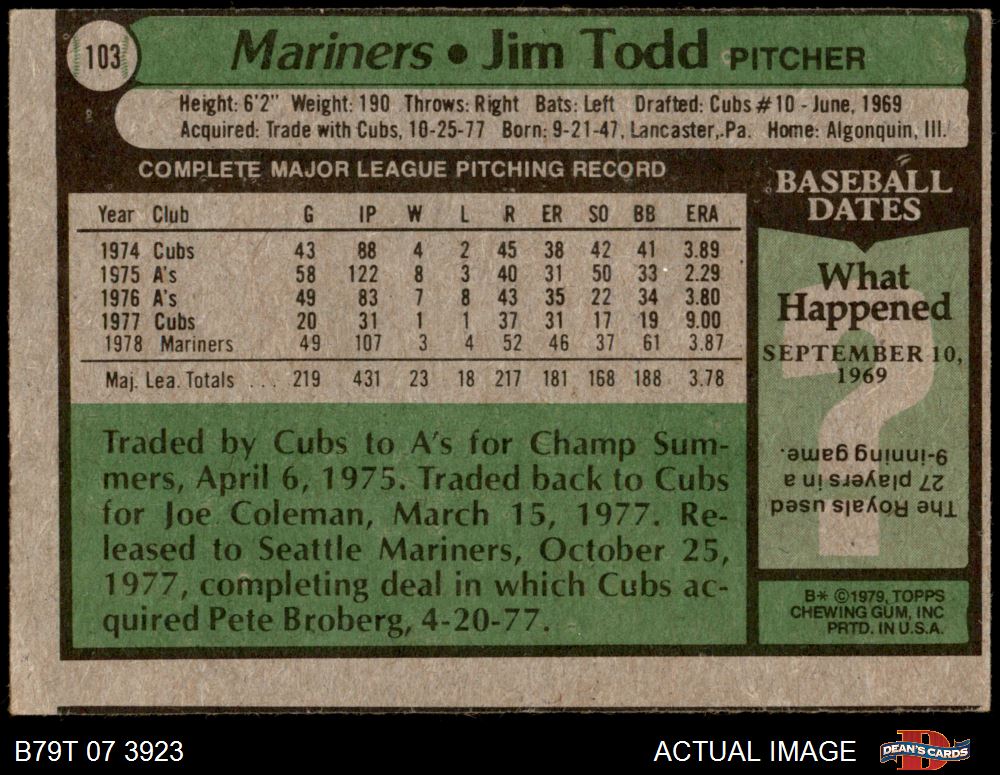 103 Mariners • Jim Todd PITCHER
Height: 6'2" Weight: 190 Throws: Right Bats: Left Drafted: Cubs #10 - June, 1969
Acquired: Trade with Cubs, 10-25-77 Born: 9-21-47, Lancaster, Pa. Home: Algonquin, Ill.
COMPLETE MAJOR LEAGUE PITCHING RECORD
Year Club G IP W L R ER SO BB ERA
1974 Cubs 43 88 4 2 45 38 42 41 3.89
1975 A's 58 122 8 3 40 31 50 33 2.29
1976 A's 49 83 7 8 43 35 22 34 3.80
1977 Cubs 20 31 1 1 37 31 17 19 9.00
1978 Mariners 49 107 3 4 52 46 37 61 3.87
Maj. Lea. Totals ... 219 431 23 18 217 181 168 188 3.78
Traded by Cubs to A's for Champ Sum-
mers, April 6, 1975. Traded back to Cubs
for Joe Coleman, March 15, 1977. Re-
leased to Seattle Mariners, October 25,
1977, completing deal in which Cubs ac-
quired Pete Broberg, 4-20-77.
BASEBALL
DATES
What
Happened
SEPTEMBER 10,
1969
?
The Royals used
27 players in a
9-inning game.
B* ©1979, TOPPS
CHEWING GUM, INC
PRTD. IN U.S.A.
B79T 07 3923
ACTUAL IMAGE
DEAN'S CARDS